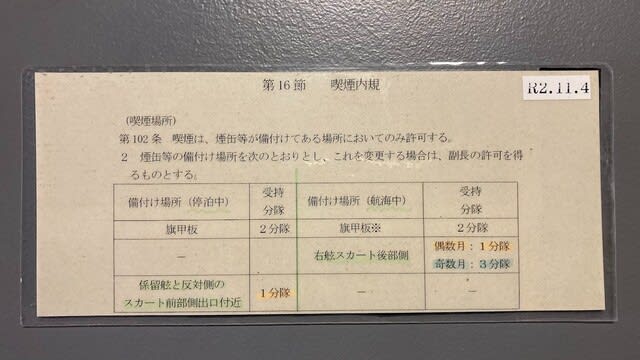 第16節　喫煙内規
R2.11.4
(喫煙場所)
第102条　喫煙は、煙缶等が備付けてある場所においてのみ許可する。
2　煙缶等の備付け場所を次のとおりとし、これを変更する場合は、副長の許可を得
るものとする。
備付け場所（停泊中）　受持分隊　備付け場所（航海中）　受持分隊
旗甲板　2分隊　旗甲板※　2分隊
－　右舷スカート後部側　偶数月：1分隊
奇数月：3分隊
係留舷と反対側の
スカート前部側出口付近　1分隊　－　－